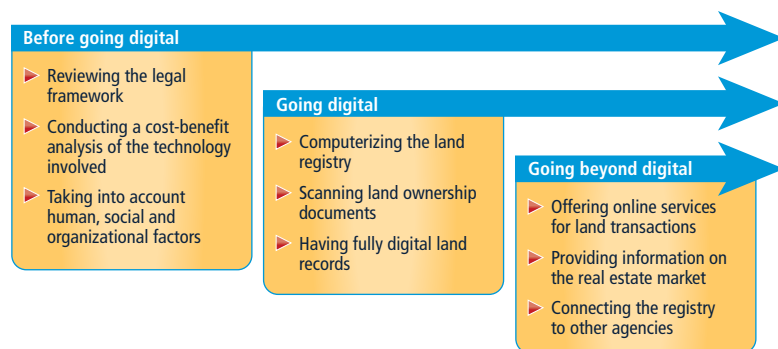 Before going digital
Reviewing the legal
framework
Conducting a cost-benefit
analysis of the technology
involved
Taking into account
human, social and
organizational factors
Going digital
Computerizing the land
registry
Scanning land ownership
documents
Having fully digital land
records
Going beyond digital
Offering online services
for land transactions
Providing information on
the real estate market
Connecting the registry
to other agencies